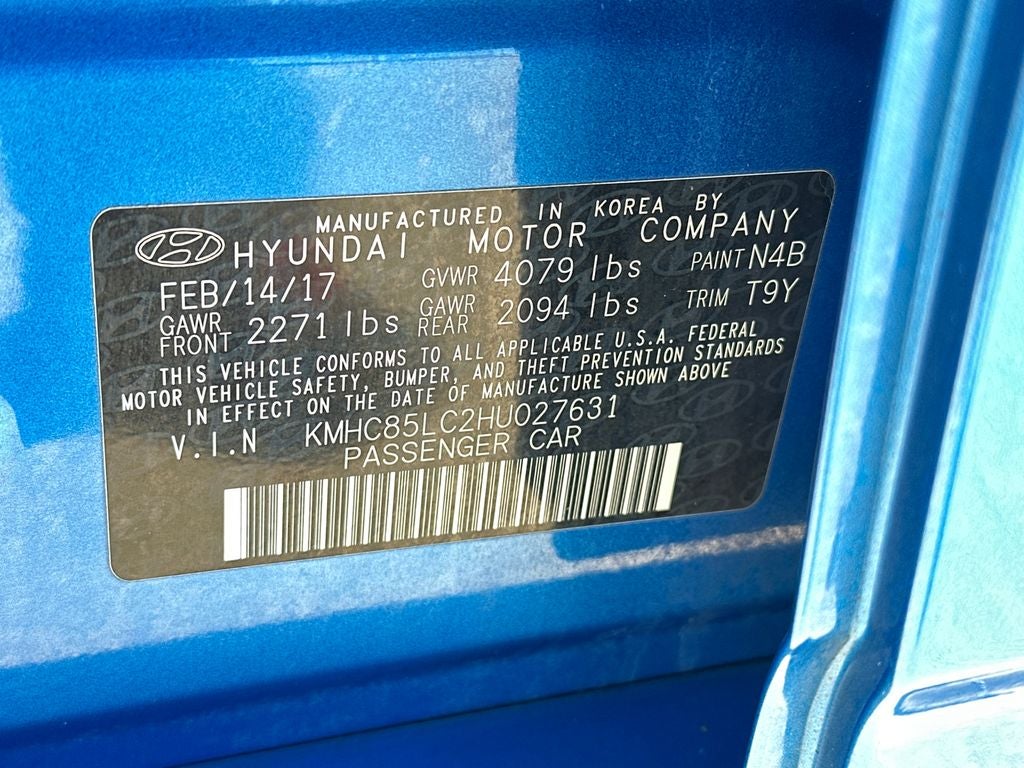 MANUFACTURED IN KOREA BY
HYUNDAI MOTOR COMPANY
FEB/14/17 GVWR 4079 lbs PAINT N4B
GAWR FRONT 2271 lbs GAWR REAR 2094 lbs TRIM T9Y
THIS VEHICLE CONFORMS TO ALL APPLICABLE U.S.A. FEDERAL
MOTOR VEHICLE SAFETY, BUMPER, AND THEFT PREVENTION STANDARDS
IN EFFECT ON THE DATE OF MANUFACTURE SHOWN ABOVE
V.I.N KMHC85LC2HU027631
PASSENGER CAR